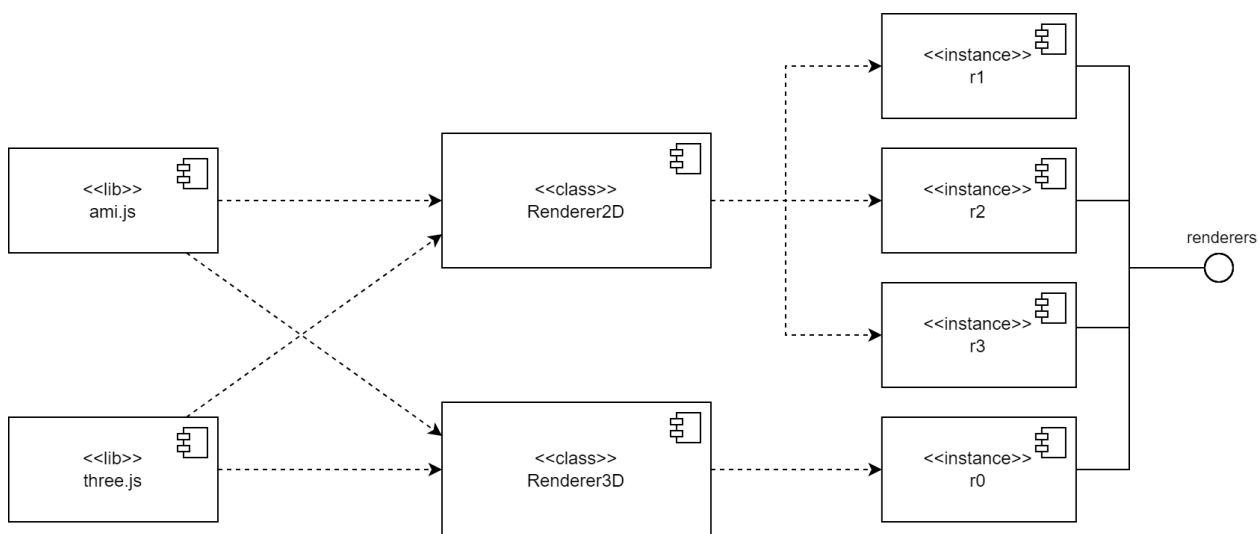 <<instance>>
r1
<<lib>>
ami.js
<<class>>
Renderer2D
<<instance>>
r2
renderers
<<instance>>
r3
<<lib>>
three.js
<<class>>
Renderer3D
<<instance>>
r0